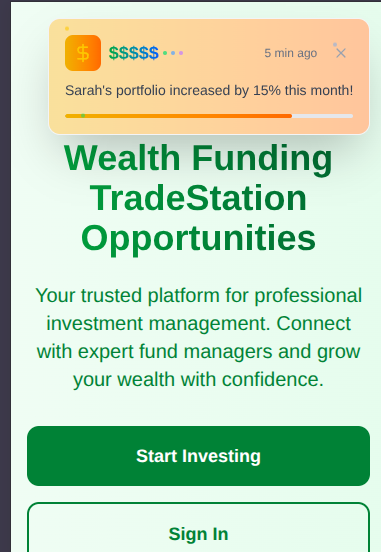 $$$$$ 5 min ago
Sarah's portfolio increased by 15% this month!
Wealth Funding
TradeStation
Opportunities
Your trusted platform for professional
investment management. Connect
with expert fund managers and grow
your wealth with confidence.
Start Investing
Sign In